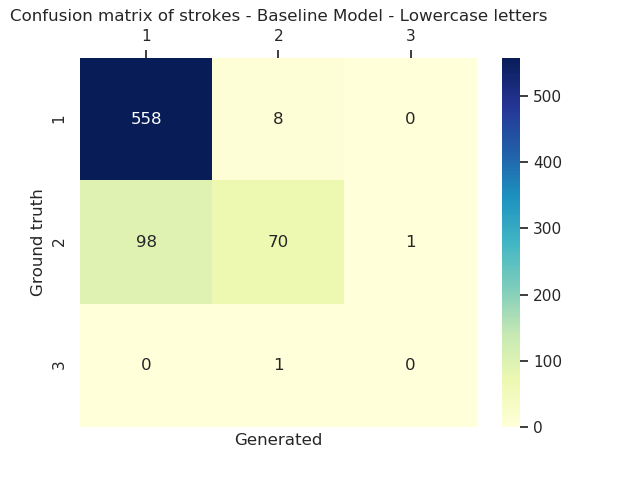 Confusion matrix of strokes - Baseline Model - Lowercase letters
1 2 3
1 558 8 0
2 98 70 1
3 0 1 0
Ground truth
Generated
500
400
300
200
100
0